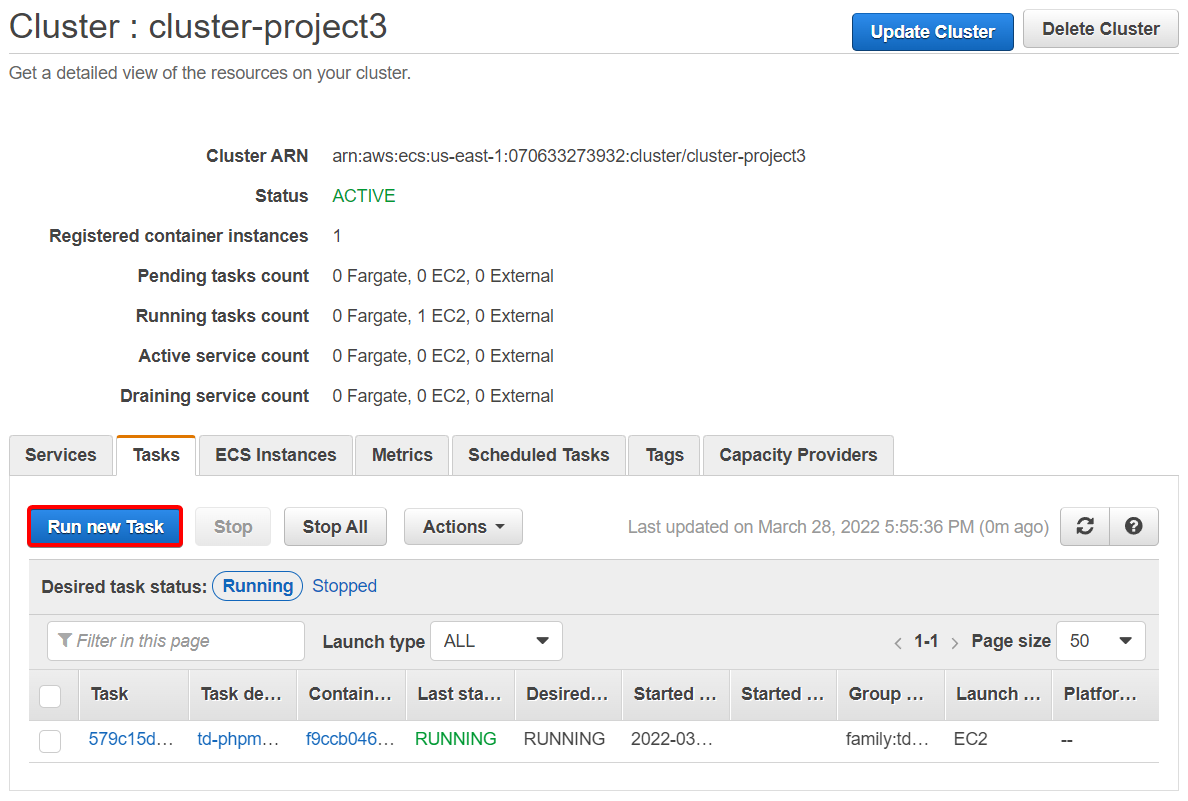 Cluster : cluster-project3
Update Cluster Delete Cluster
Get a detailed view of the resources on your cluster.
Cluster ARN arn:aws:ecs:us-east-1:070633273932:cluster/cluster-project3
Status ACTIVE
Registered container instances 1
Pending tasks count 0 Fargate, 0 EC2, 0 External
Running tasks count 0 Fargate, 1 EC2, 0 External
Active service count 0 Fargate, 0 EC2, 0 External
Draining service count 0 Fargate, 0 EC2, 0 External
Services Tasks ECS Instances Metrics Scheduled Tasks Tags Capacity Providers
Run new Task Stop Stop All Actions Last updated on March 28, 2022 5:55:36 PM (0m ago)
Desired task status: Running Stopped
Filter in this page Launch type ALL < 1-1 > Page size 50
Task Task de... Contain... Last sta... Desired... Started ... Started ... Group ... Launch ... Platfor...
579c15d... td-phpm... f9ccb046... RUNNING RUNNING 2022-03... family:td... EC2 --